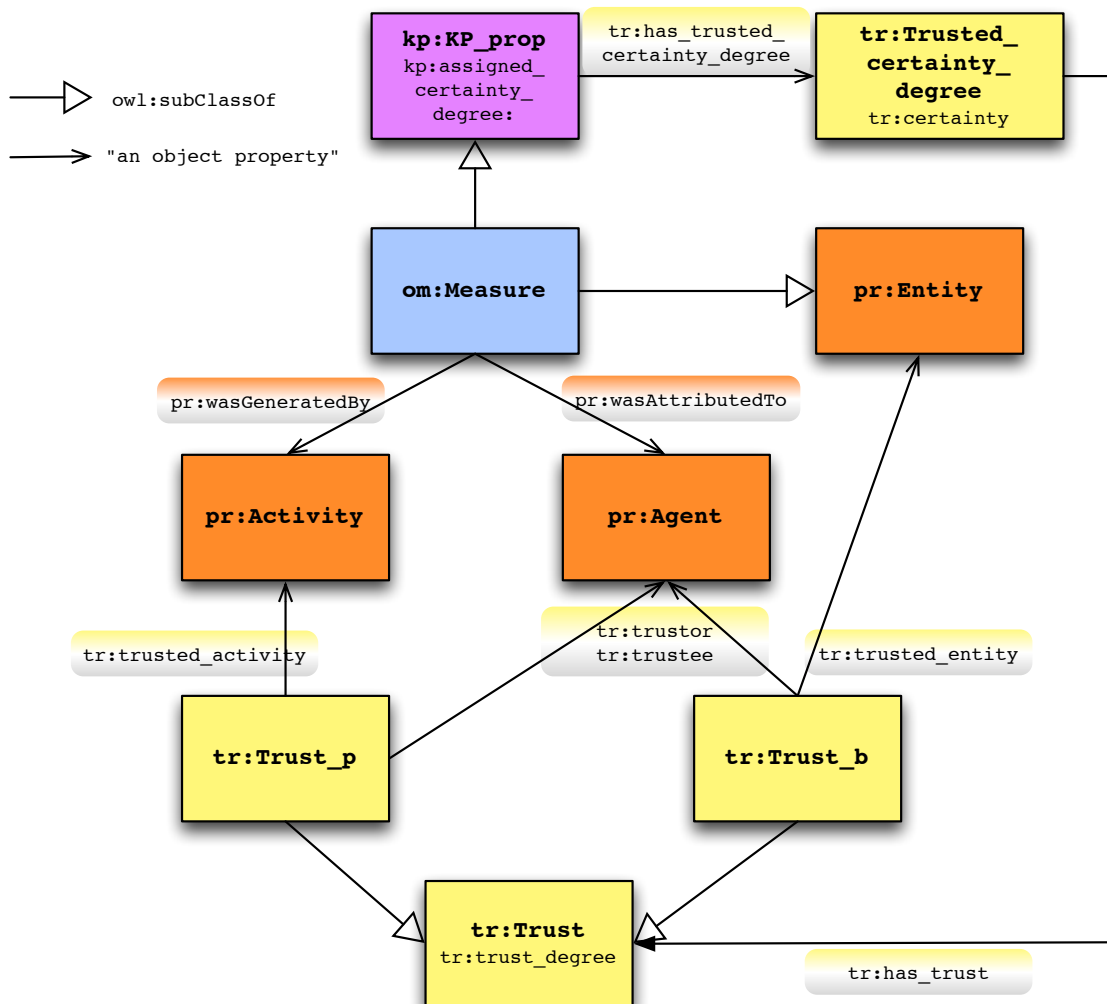 kp:KP_prop
kp:assigned_
certainty_
degree:
tr:has_trusted_
certainty_degree
tr:Trusted_
certainty_
degree
tr:certainty
owl:subClassOf
"an object property"
om:Measure
pr:Entity
pr:wasGeneratedBy
pr:wasAttributedTo
pr:Activity
pr:Agent
tr:trusted_activity
tr:trustor
tr:trustee
tr:trusted_entity
tr:Trust_p
tr:Trust_b
tr:Trust
tr:trust_degree
tr:has_trust